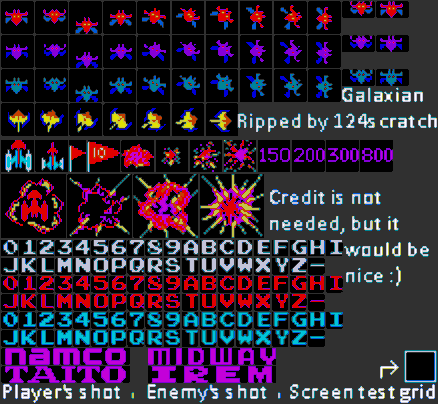 Galaxian
Ripped by 124scratch
10 150 200 300 800
Credit is not
needed, but it
would be
nice :)
0123456789ABCDEFGHI
JKLMNOPQRSTUVWXYZ-
0123456789ABCDEFGHI
JKLMNOPQRSTUVWXYZ-
0123456789ABCDEFGHI
JKLMNOPQRSTUVWXYZ-
namco MIDWAY
TAITO IREM
Player's shot Enemy's shot Screen test grid